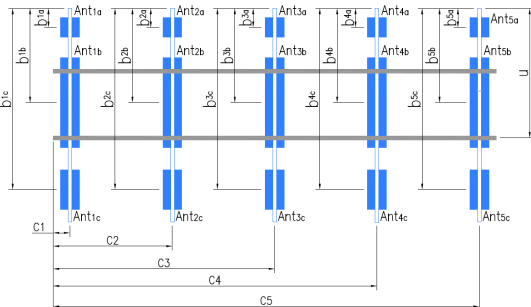 Ant1a Ant2a Ant3a Ant4a Ant5a
b1a b2a b3a b4a b5a
Ant1b Ant2b Ant3b Ant4b Ant5b
b1b b2b b3b b4b b5b
b1c b2c b3c b4c b5c
u
Ant1c Ant2c Ant3c Ant4c Ant5c
C1
C2
C3
C4
C5